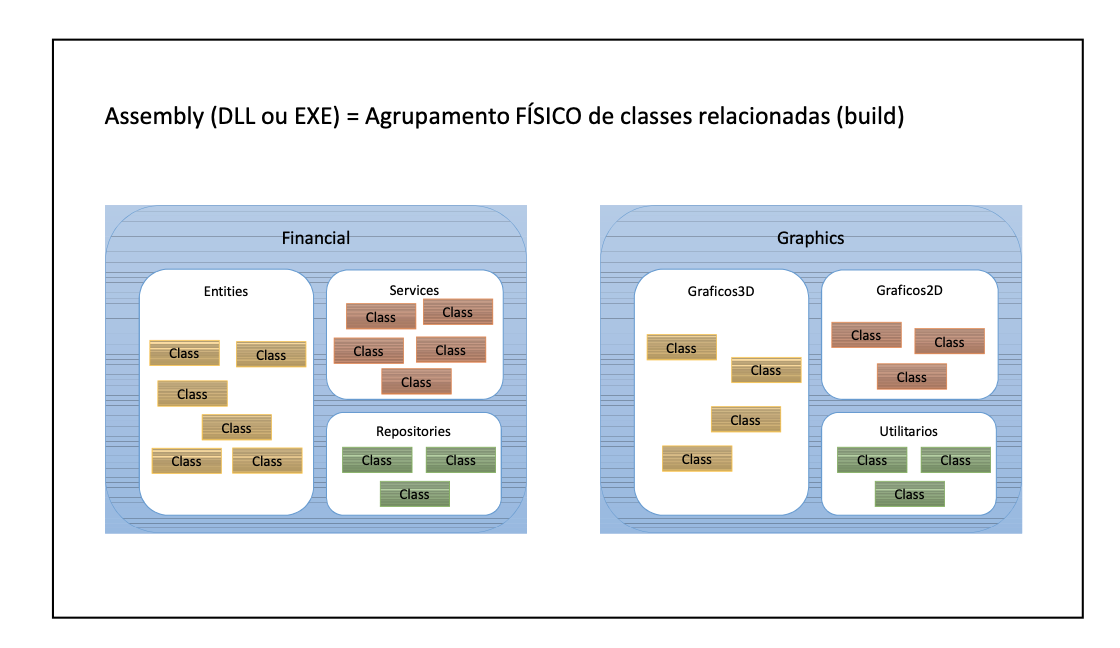 Assembly (DLL ou EXE) = Agrupamento FÍSICO de classes relacionadas (build)
Financial
Entities
Class
Class
Class
Class
Class
Class
Services
Class
Class
Class
Class
Class
Repositories
Class
Class
Class
Graphics
Graficos3D
Class
Class
Class
Class
Graficos2D
Class
Class
Class
Utilitarios
Class
Class
Class